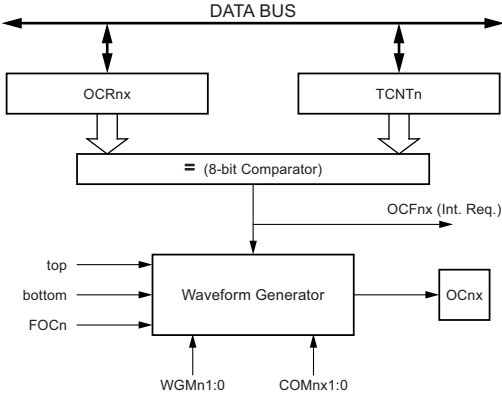 DATA BUS
OCRnx
TCNTn
= (8-bit Comparator)
OCFnx (Int. Req.)
top
bottom
FOCn
Waveform Generator
OCnx
WGMn1:0
COMnx1:0